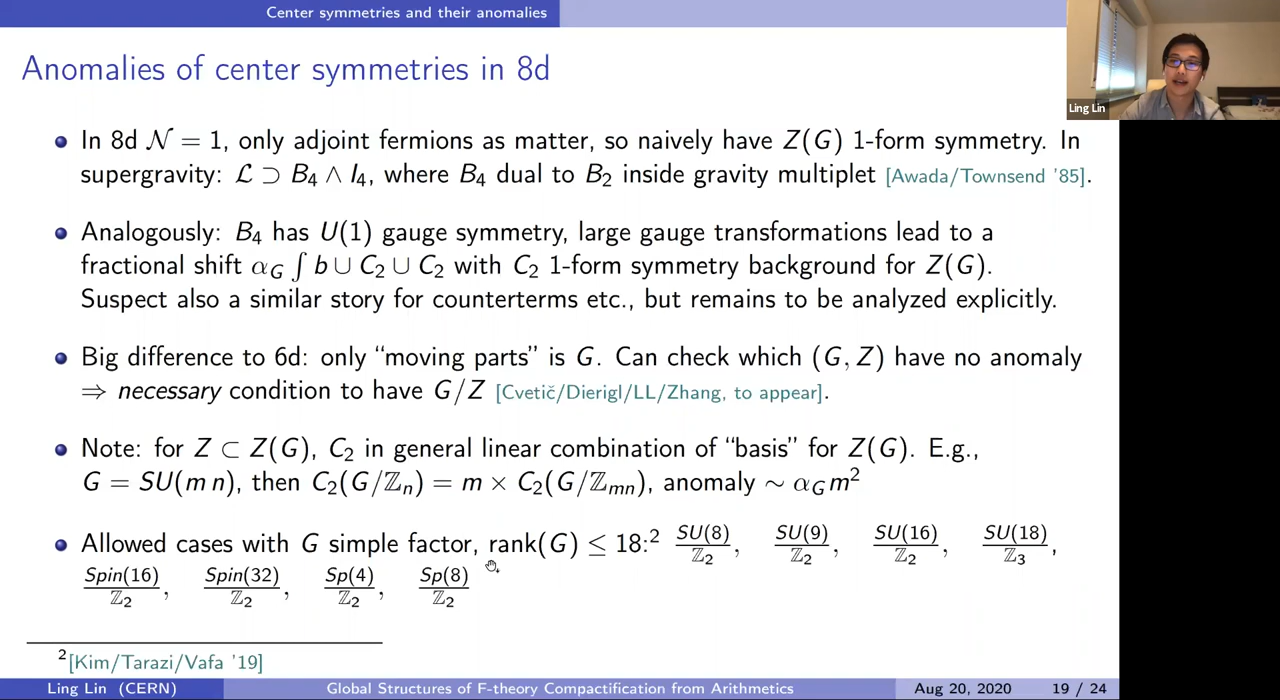 Center symmetries and their anomalies
Anomalies of center symmetries in 8d
Ling Lin
• In 8d 𝒩 = 1, only adjoint fermions as matter, so naively have Z(G) 1-form symmetry. In
supergravity: ℒ ⊃ B₄ ∧ I₄, where B₄ dual to B₂ inside gravity multiplet [Awada/Townsend '85].
• Analogously: B₄ has U(1) gauge symmetry, large gauge transformations lead to a
fractional shift α_G ∫ b ∪ C₂ ∪ C₂ with C₂ 1-form symmetry background for Z(G).
Suspect also a similar story for counterterms etc., but remains to be analyzed explicitly.
• Big difference to 6d: only “moving parts” is G. Can check which (G, Z) have no anomaly
⇒ necessary condition to have G/Z [Cvetič/Dierigl/LL/Zhang, to appear].
• Note: for Z ⊂ Z(G), C₂ in general linear combination of “basis” for Z(G). E.g.,
G = SU(m n), then C₂(G/ℤₙ) = m × C₂(G/ℤₘₙ), anomaly ~ α_G m²
• Allowed cases with G simple factor, rank(G) ≤ 18:² SU(8)/ℤ₂, SU(9)/ℤ₂, SU(16)/ℤ₂, SU(18)/ℤ₃,
Spin(16)/ℤ₂, Spin(32)/ℤ₂, Sp(4)/ℤ₂, Sp(8)/ℤ₂
²[Kim/Tarazi/Vafa '19]
Ling Lin (CERN) Global Structures of F-theory Compactification from Arithmetics Aug 20, 2020 19 / 24